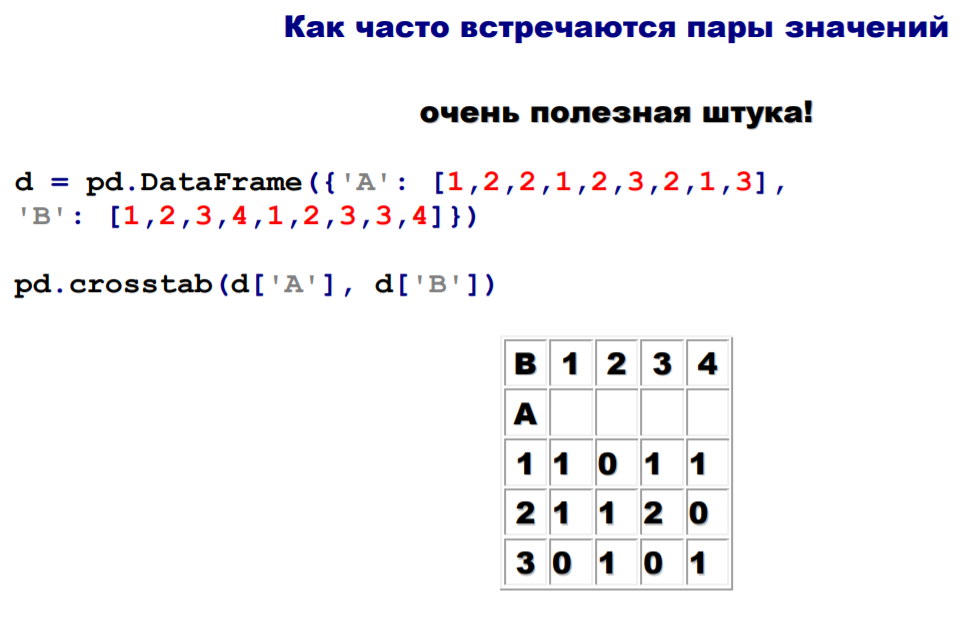 Как часто встречаются пары значений
очень полезная штука!
d = pd.DataFrame({'A': [1,2,2,1,2,3,2,1,3],
'B': [1,2,3,4,1,2,3,3,4]})
pd.crosstab(d['A'], d['B'])
B 1 2 3 4
A
1 1 0 1 1
2 1 1 2 0
3 0 1 0 1